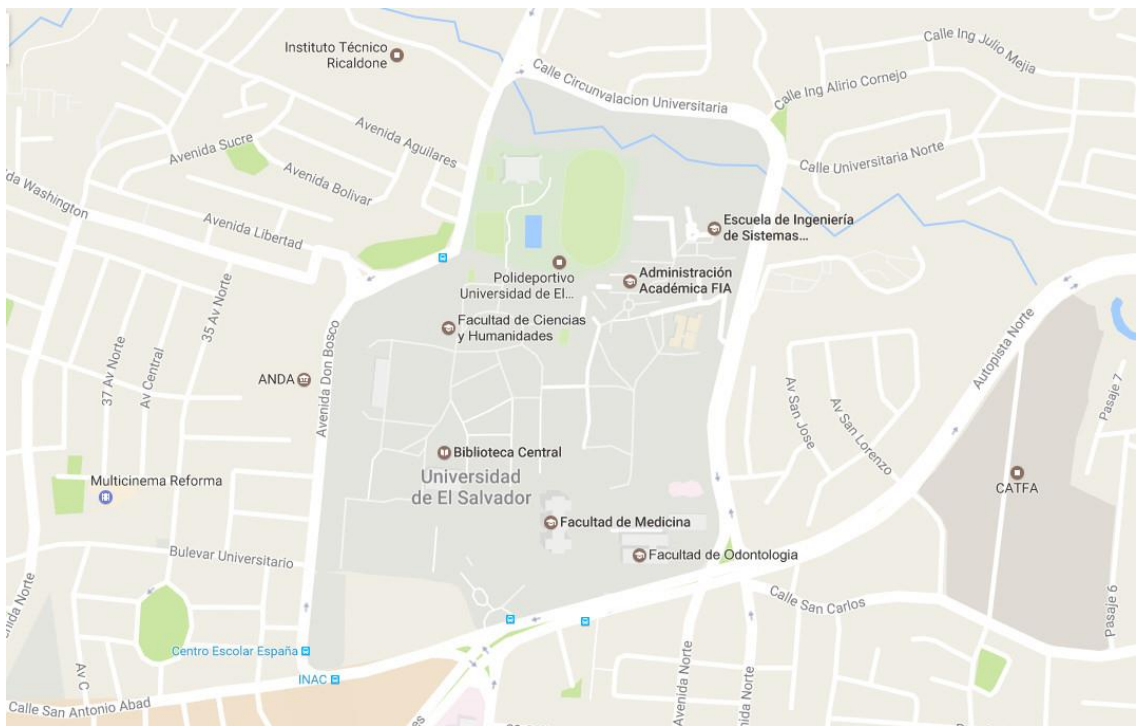 Instituto Técnico
Ricaldone
Calle Circunvalacion Universitaria
Calle Ing Julio Mejia
Calle Ing Alirio Cornejo
Avenida Sucre
Avenida Aguilares
Avenida Bolivar
Calle Universitaria Norte
Washington
Avenida Libertad
Escuela de Ingeniería
de Sistemas...
Polideportivo
Universidad de El...
Administración
Académica FIA
35 Av Norte
Facultad de Ciencias
y Humanidades
Autopista Norte
37 Av Norte
Av Central
ANDA
Avenida Don Bosco
Av San Jose
Av San Lorenzo
Pasaje 7
Biblioteca Central
Universidad
de El Salvador
Multicinema Reforma
CATFA
Facultad de Medicina
Bulevar Universitario
Facultad de Odontologia
Calle San Carlos
Pasaje 6
Norte
Centro Escolar España
Av C
INAC
Avenida Norte
Calle San Antonio Abad